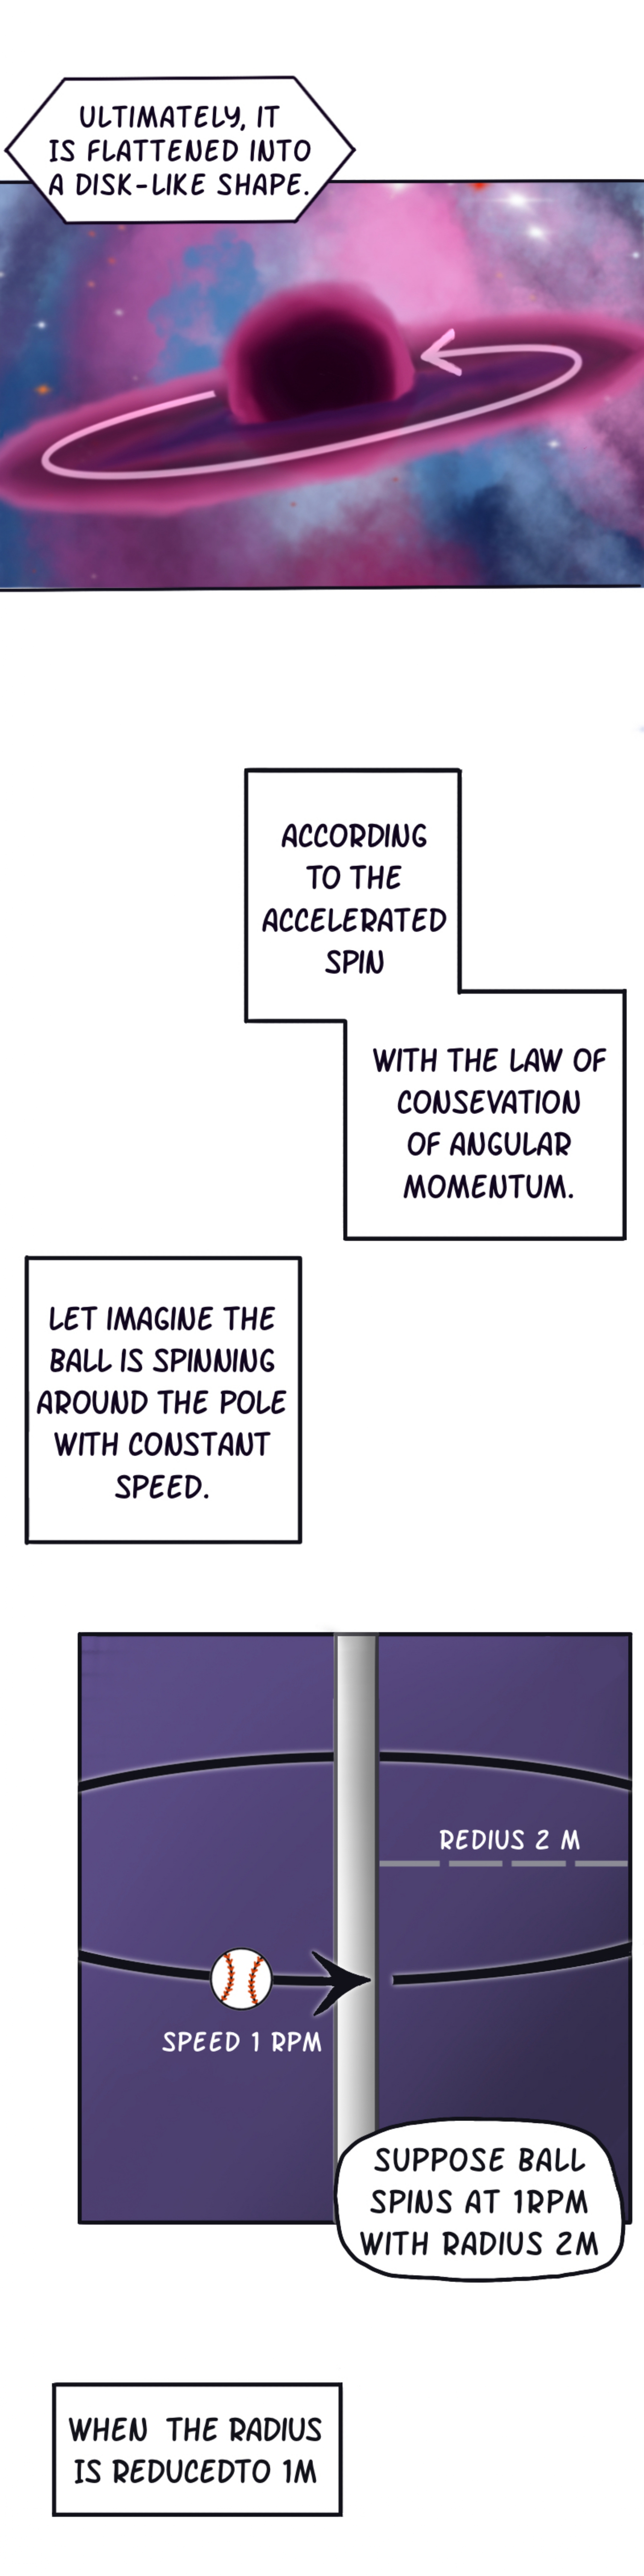 ULTIMATELY, IT
IS FLATTENED INTO
A DISK-LIKE SHAPE.
ACCORDING
TO THE
ACCELERATED
SPIN
WITH THE LAW OF
CONSEVATION
OF ANGULAR
MOMENTUM.
LET IMAGINE THE
BALL IS SPINNING
AROUND THE POLE
WITH CONSTANT
SPEED.
REDIUS 2 M
SPEED 1 RPM
SUPPOSE BALL
SPINS AT 1RPM
WITH RADIUS 2M
WHEN THE RADIUS
IS REDUCEDTO 1M